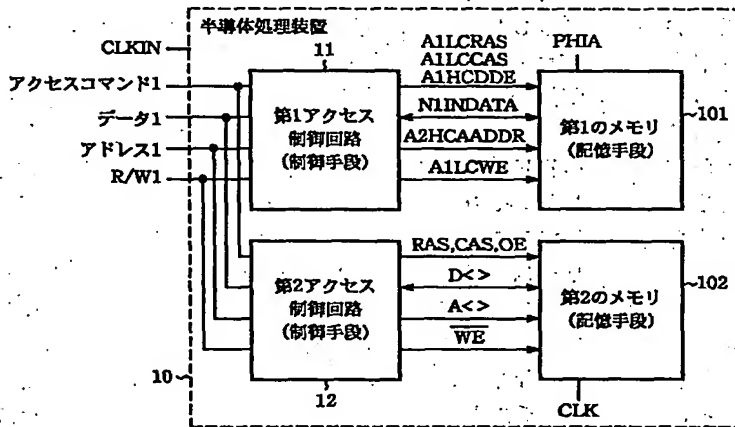 半導体処理装置
CLKIN
11
A1LCRAS
A1LCCAS
A1HCDDE
PHIA
アクセスコマンド1
データ1
アドレス1
R/W1
第1アクセス
制御回路
(制御手段)
N1INDATA
A2HCAADDR
A1LCWE
第1のメモリ
(記憶手段)
101
第2アクセス
制御回路
(制御手段)
RAS,CAS,OE
D<>
A<>
WE
第2のメモリ
(記憶手段)
102
10
12
CLK